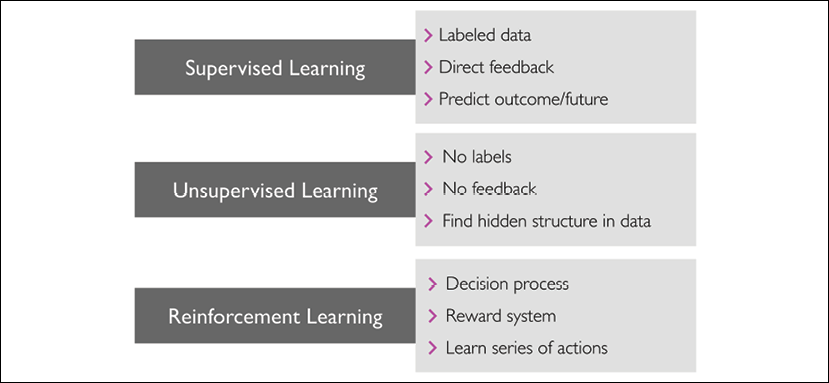 Supervised Learning
Labeled data
Direct feedback
Predict outcome/future
Unsupervised Learning
No labels
No feedback
Find hidden structure in data
Reinforcement Learning
Decision process
Reward system
Learn series of actions